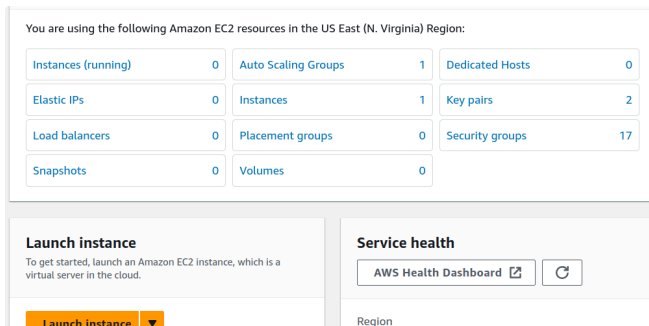 You are using the following Amazon EC2 resources in the US East (N. Virginia) Region:
Instances (running) 0 Auto Scaling Groups 1 Dedicated Hosts 0
Elastic IPs 0 Instances 1 Key pairs 2
Load balancers 0 Placement groups 0 Security groups 17
Snapshots 0 Volumes 0
Launch instance
To get started, launch an Amazon EC2 instance, which is a
virtual server in the cloud.
Launch instance
Service health
AWS Health Dashboard
Region